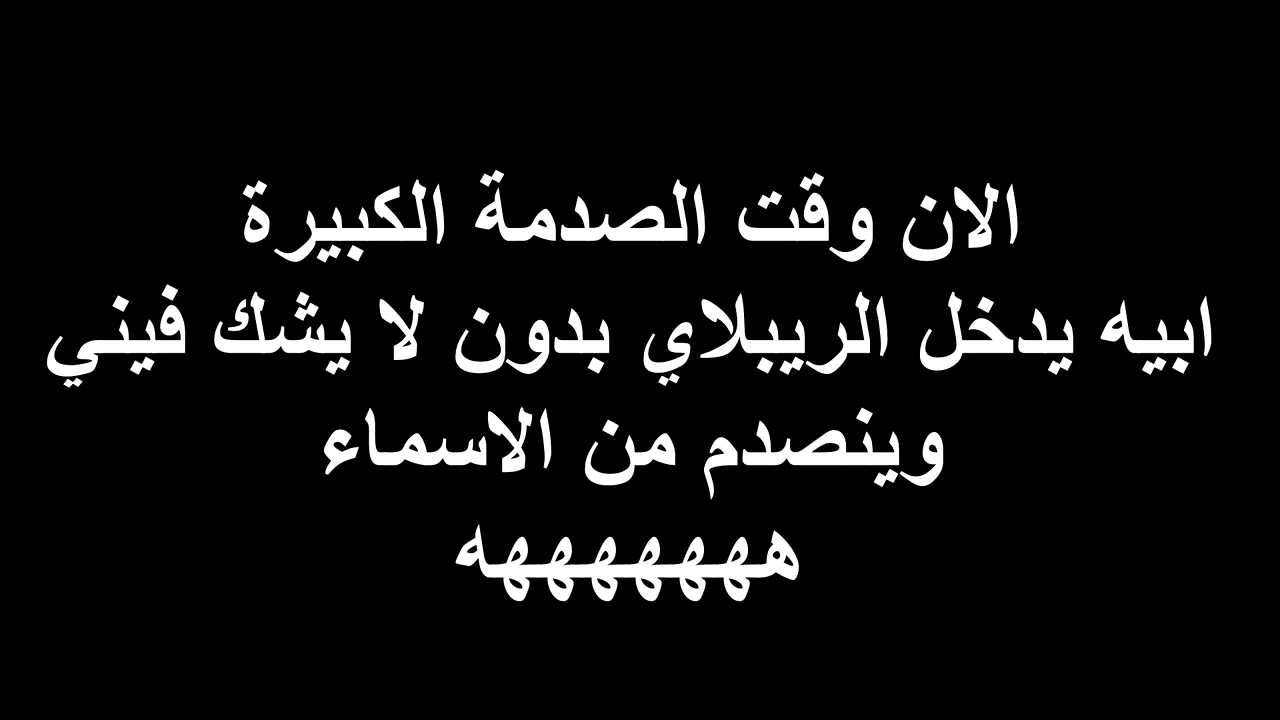 الان وقت الصدمة الكبيرة
ابيه يدخل الريبلاي بدون لا يشك فيني
وينصدم من الاسماء
هههههههه